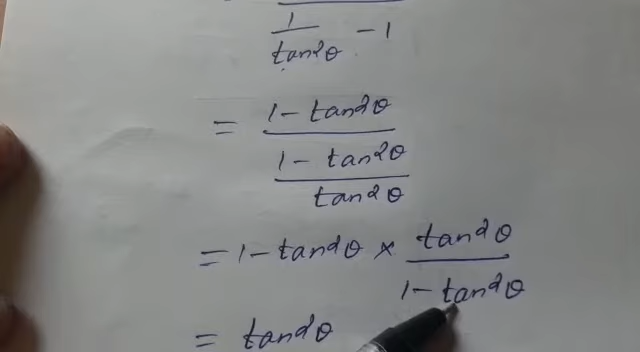 1
tan²θ - 1
= 1 - tan²θ
1 - tan²θ
tan²θ
= 1 - tan²θ × tan²θ
1 - tan²θ
= tan²θ